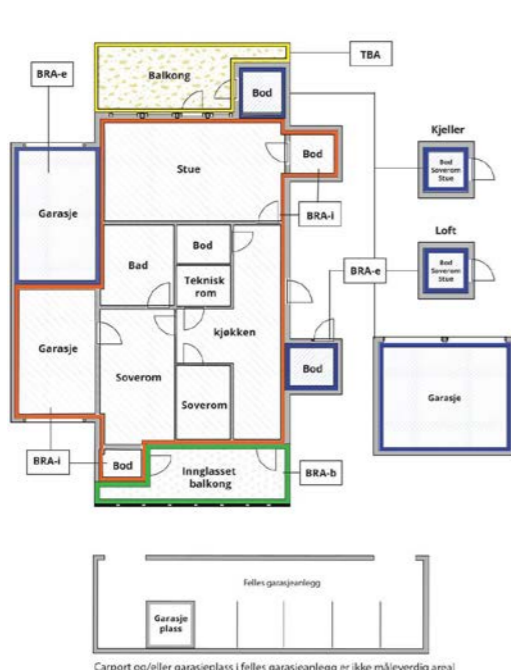 TBA
BRA-e
Balkong
Bod
Kjeller
Bod
Soverom
Stue
Stue
Bod
BRA-i
Garasje
Loft
Bod
Soverom
Stue
Bad
Bod
Teknisk
rom
BRA-e
kjøkken
Garasje
Soverom
Soverom
Bod
Garasje
BRA-i
Bod
Innglasset
balkong
BRA-b
Felles garasjeanlegg
Garasje
plass
Carport og/eller garasjeplass i felles garasjeanlegg er ikke måleverdig areal